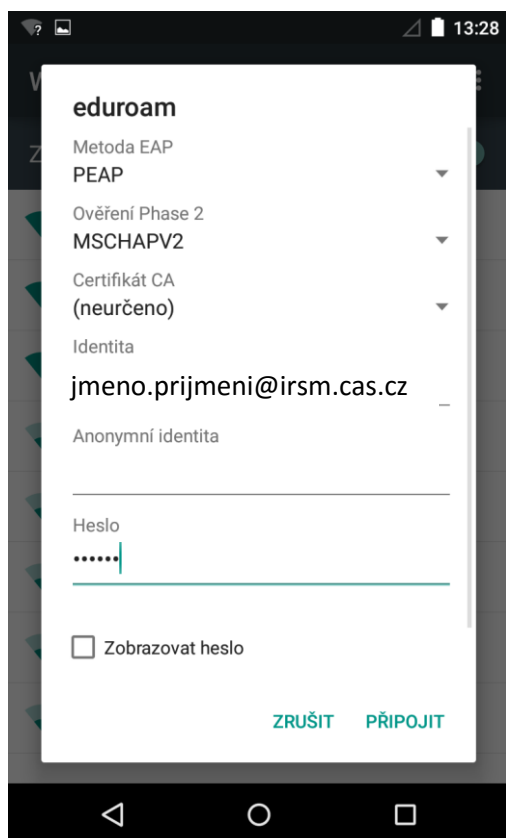 13:28
eduroam
Metoda EAP
PEAP
Ověření Phase 2
MSCHAPV2
Certifikát CA
(neurčeno)
Identita
jmeno.prijmeni@irsm.cas.cz
Anonymní identita
Heslo
••••••
Zobrazovat heslo
ZRUŠIT PŘIPOJIT